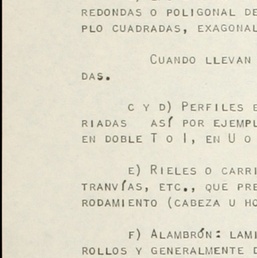 REDONDAS O POLIGONAL DE
PLO CUADRADAS, EXAGONAL
CUANDO LLEVAN
DAS.
C Y D) PERFILES E
RIADAS ASÍ POR EJEMPL
EN DOBLE T O I, EN U O
E) RIELES O CARRI
TRANVÍAS, ETC., QUE PRE
RODAMIENTO (CABEZA U HO
F) ALAMBRÓN: LAMI
ROLLOS Y GENERALMENTE D